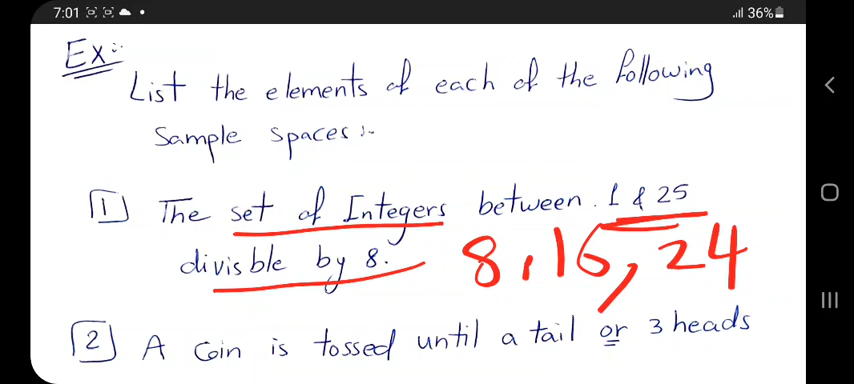 7:01
36%
Ex:-
List the elements of each of the following
Sample spaces :-
1 The set of Integers between 1 & 25
divisble by 8.
8, 16, 24
2 A Coin is tossed until a tail or 3 heads